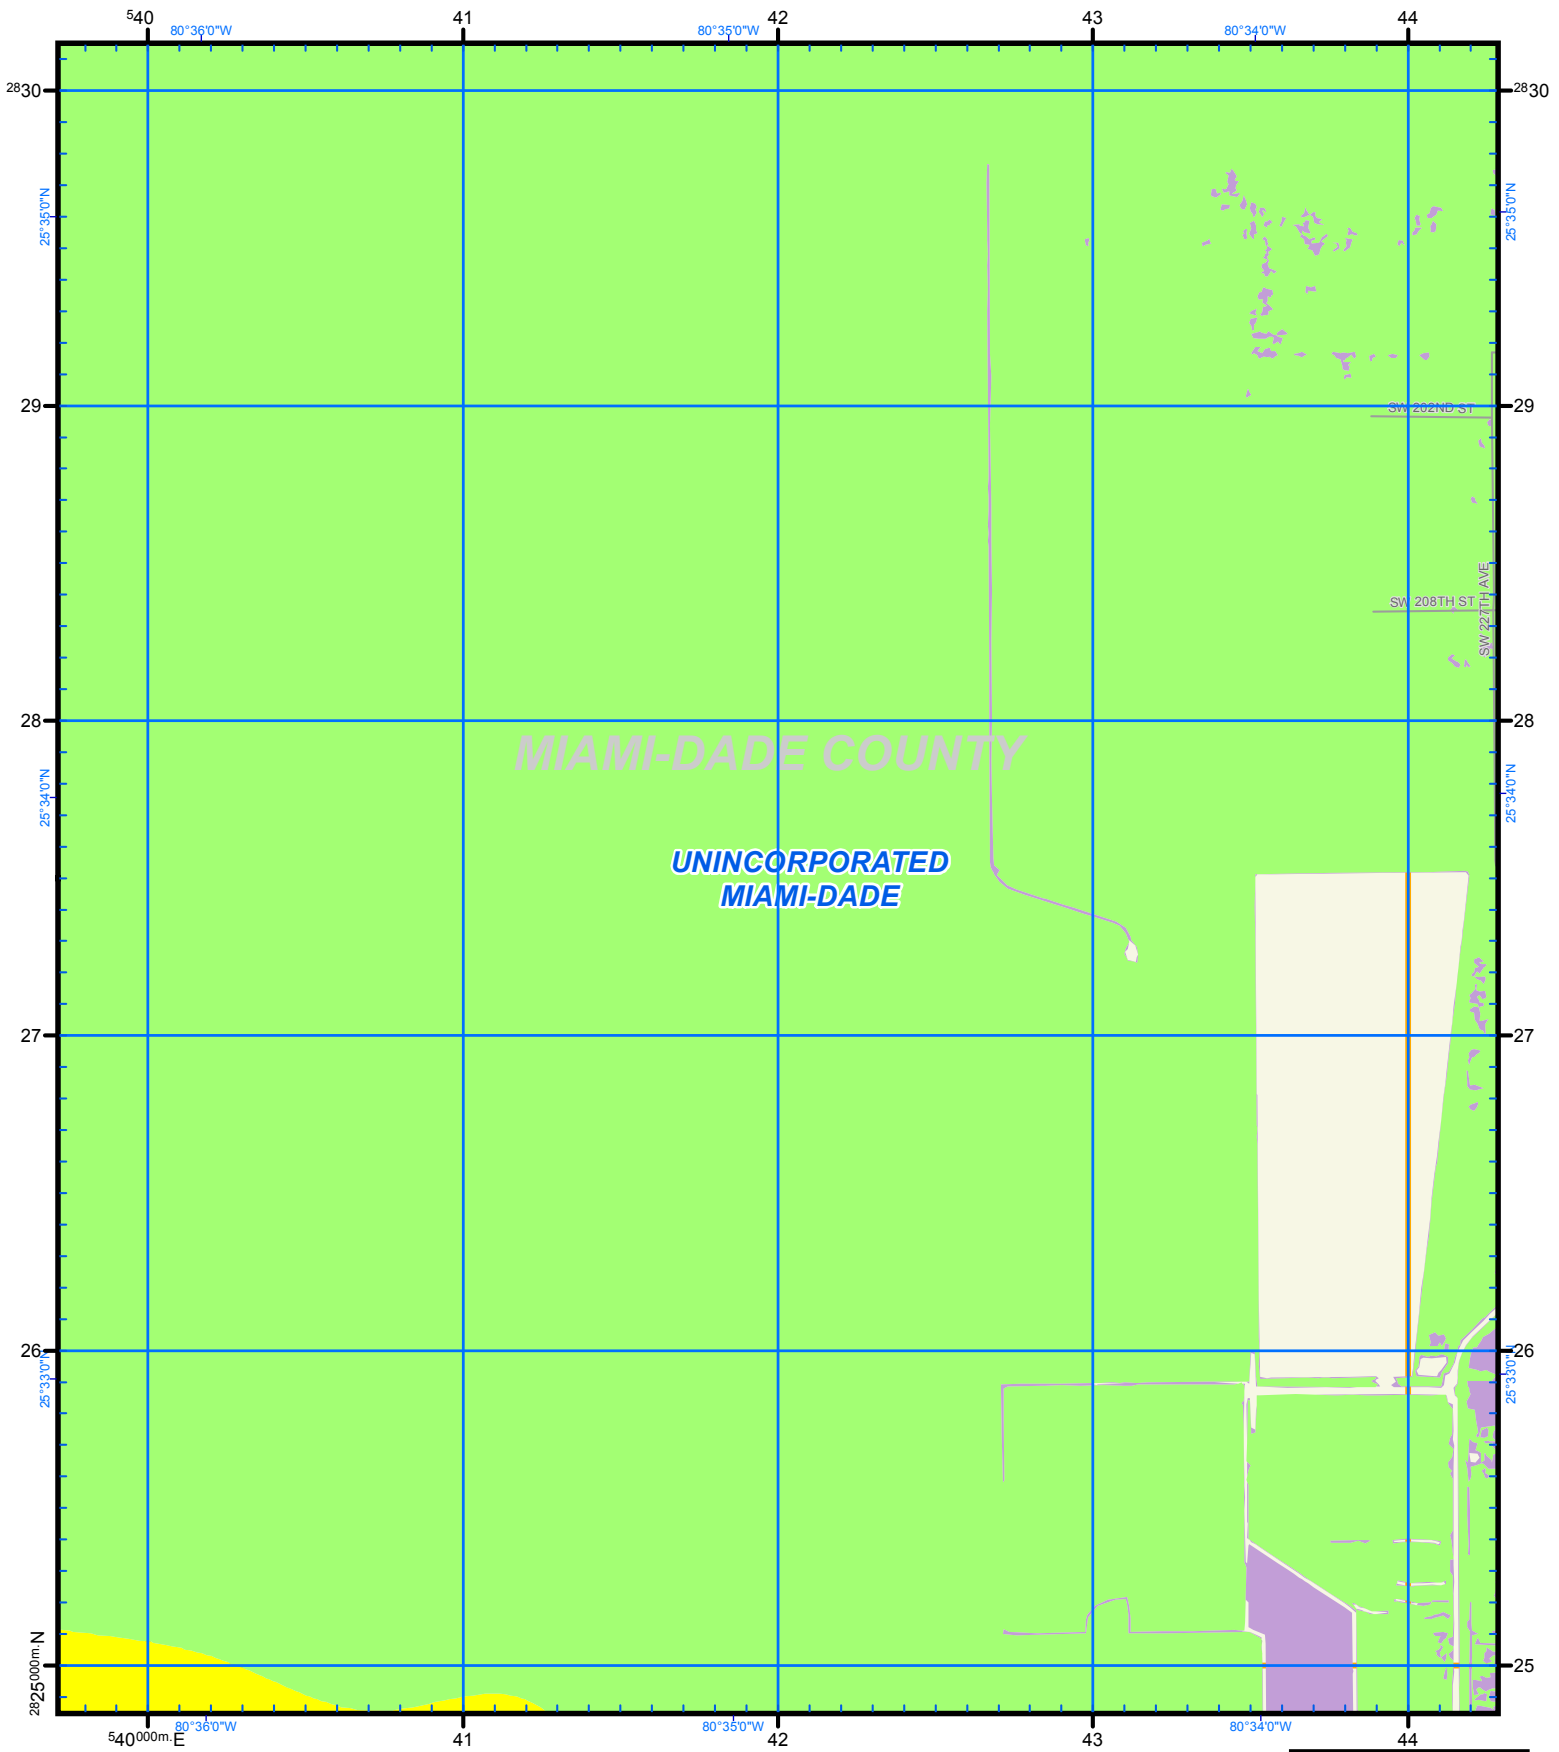 ⁵40 41 42 43 44
80°36'0"W 80°35'0"W 80°34'0"W
²⁸30 ²⁸30
25°35'0"N 25°35'0"N
29 29
SW 202ND ST
SW 227TH AVE
SW 208TH ST
28 28
MIAMI-DADE COUNTY
25°34'0"N 25°34'0"N
UNINCORPORATED
MIAMI-DADE
27 27
26 26
25°33'0"N 25°33'0"N
²⁸25⁰⁰⁰ᵐ·N 25
80°36'0"W 80°35'0"W 80°34'0"W
⁵40⁰⁰⁰ᵐ·E 41 42 43 44